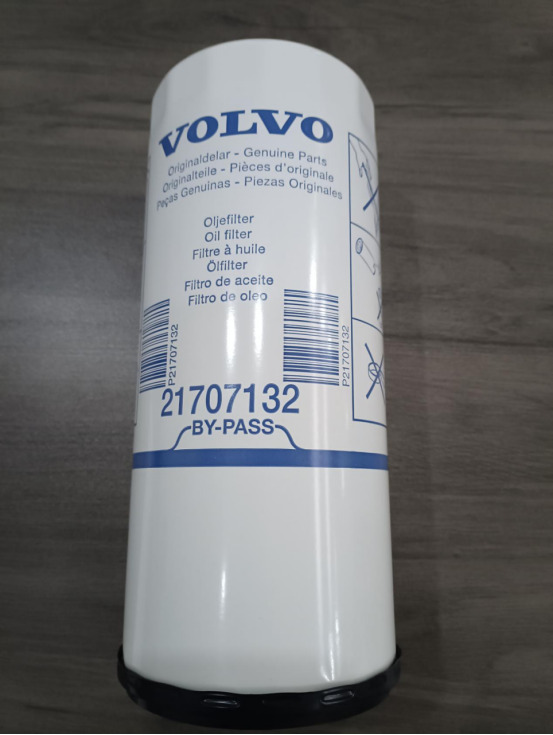 VOLVO
Originaldelar - Genuine Parts
Originalteile - Pièces d'originale
Peças Genuinas - Piezas Originales
Oljefilter
Oil filter
Filtre à huile
Ölfilter
Filtro de aceite
Filtro de oleo
P21707132
P21707132
21707132
BY-PASS